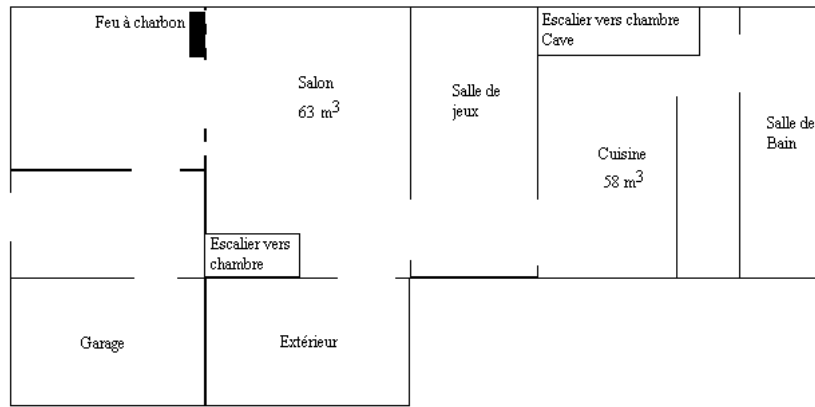 Feu à charbon
Escalier vers chambre
Cave
Salon
63 m³
Salle de
jeux
Salle de
Bain
Cuisine
58 m³
Escalier vers
chambre
Garage
Extérieur